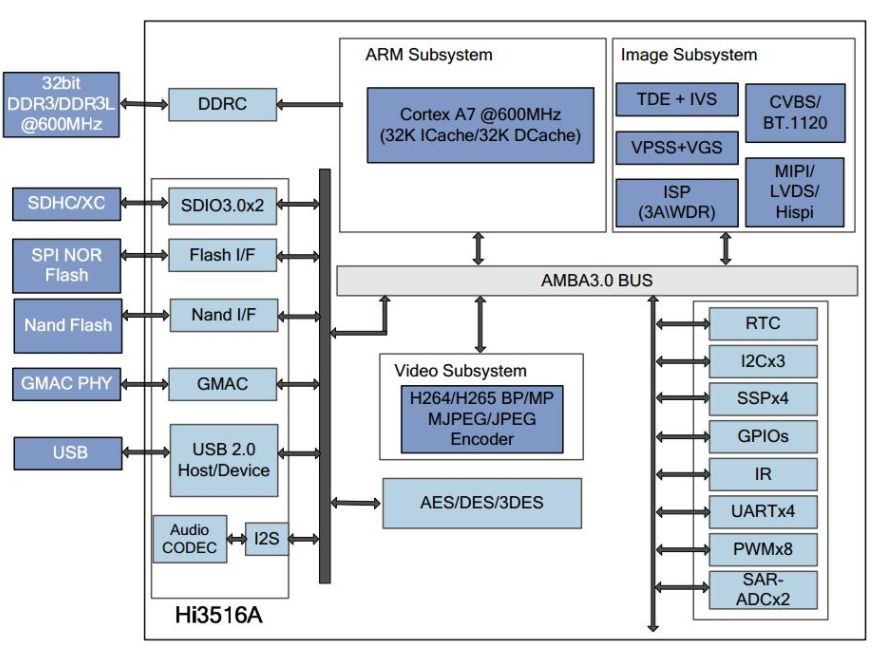 32bit
DDR3/DDR3L
@600MHz
DDRC
ARM Subsystem
Cortex A7 @600MHz
(32K ICache/32K DCache)
Image Subsystem
TDE + IVS
CVBS/
BT.1120
VPSS+VGS
MIPI/
LVDS/
Hispi
ISP
(3A\WDR)
SDHC/XC
SDIO3.0x2
SPI NOR
Flash
Flash I/F
Nand Flash
Nand I/F
GMAC PHY
GMAC
USB
USB 2.0
Host/Device
Audio
CODEC
I2S
Hi3516A
AMBA3.0 BUS
Video Subsystem
H264/H265 BP/MP
MJPEG/JPEG
Encoder
AES/DES/3DES
RTC
I2Cx3
SSPx4
GPIOs
IR
UARTx4
PWMx8
SAR-
ADCx2